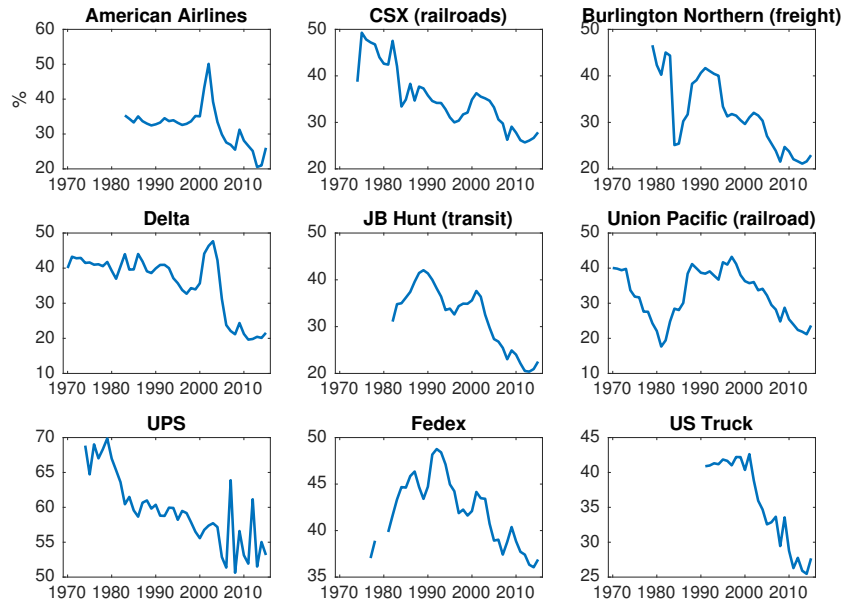 American Airlines
CSX (railroads)
Burlington Northern (freight)
%
60
50
40
30
20
1970 1980 1990 2000 2010
50
40
30
20
1970 1980 1990 2000 2010
50
40
30
20
1970 1980 1990 2000 2010
Delta
JB Hunt (transit)
Union Pacific (railroad)
50
40
30
20
10
1970 1980 1990 2000 2010
50
40
30
20
1970 1980 1990 2000 2010
50
40
30
20
10
1970 1980 1990 2000 2010
UPS
Fedex
US Truck
70
65
60
55
50
1970 1980 1990 2000 2010
50
45
40
35
1970 1980 1990 2000 2010
45
40
35
30
25
1970 1980 1990 2000 2010